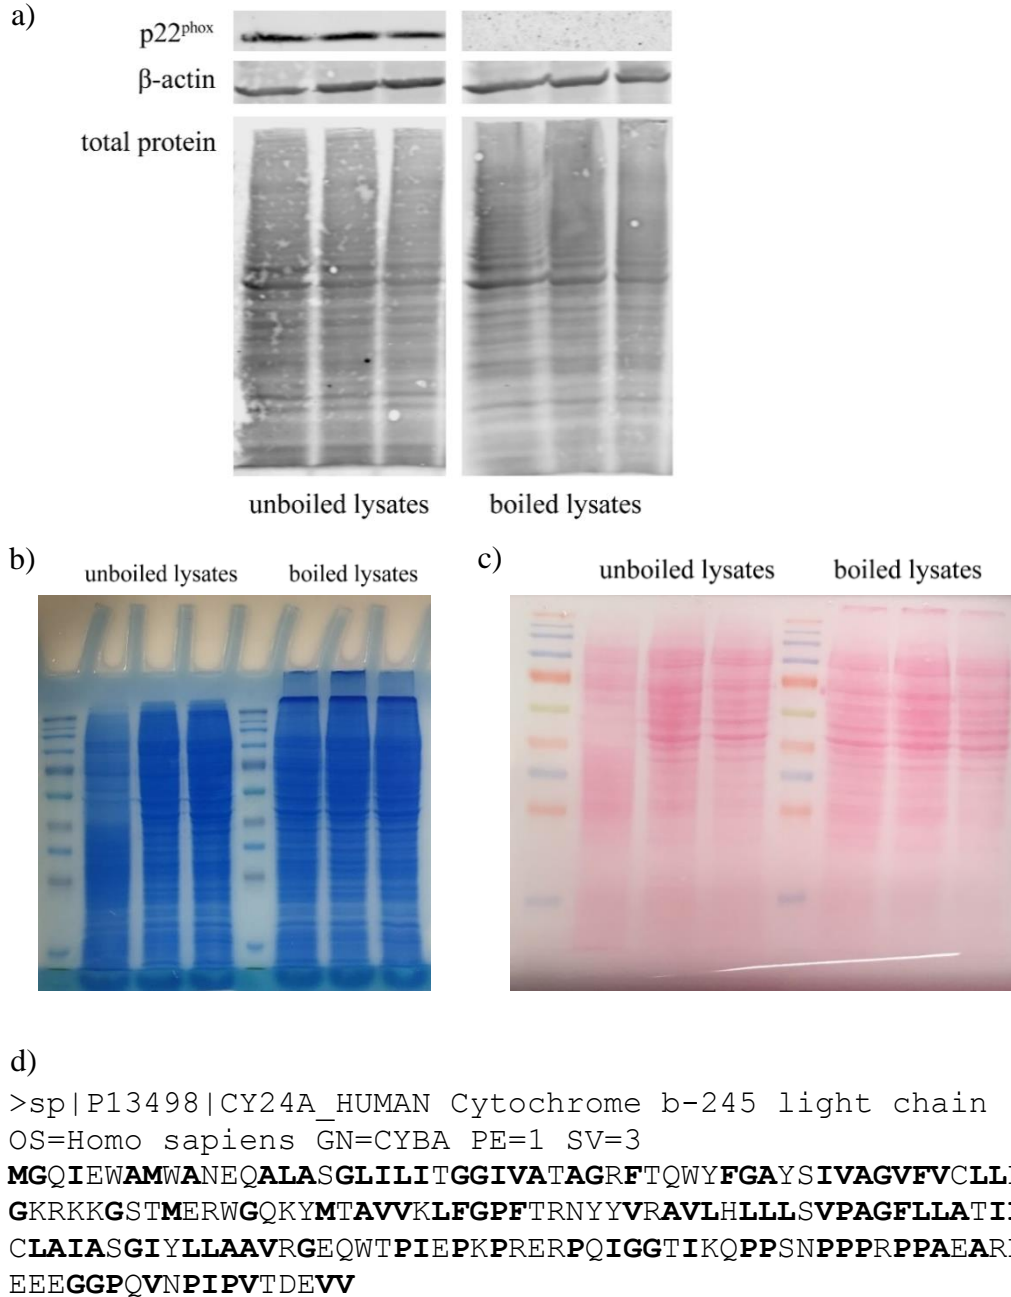 a)
p22phox
β-actin
total protein
unboiled lysates boiled lysates
b)
unboiled lysates boiled lysates
c)
unboiled lysates boiled lysates
d)
>sp|P13498|CY24A_HUMAN Cytochrome b-245 light chain
OS=Homo sapiens GN=CYBA PE=1 SV=3
MGQIEWAMWANEQALASGLILITGGIVATAGRFTQWYFGAYSIVAGVFVCLL
GKRKKGSTMERWGQKYMTAVVKLFGPFTRNYYVRAVLHLLLSVPAGFLLATI
CLAIASGIYLLAAVRGEQWTPIEPKPRERPQIGGTIKQPPSNPPPRPPAEAR
EEEGGPQVNPIPVTDEVV